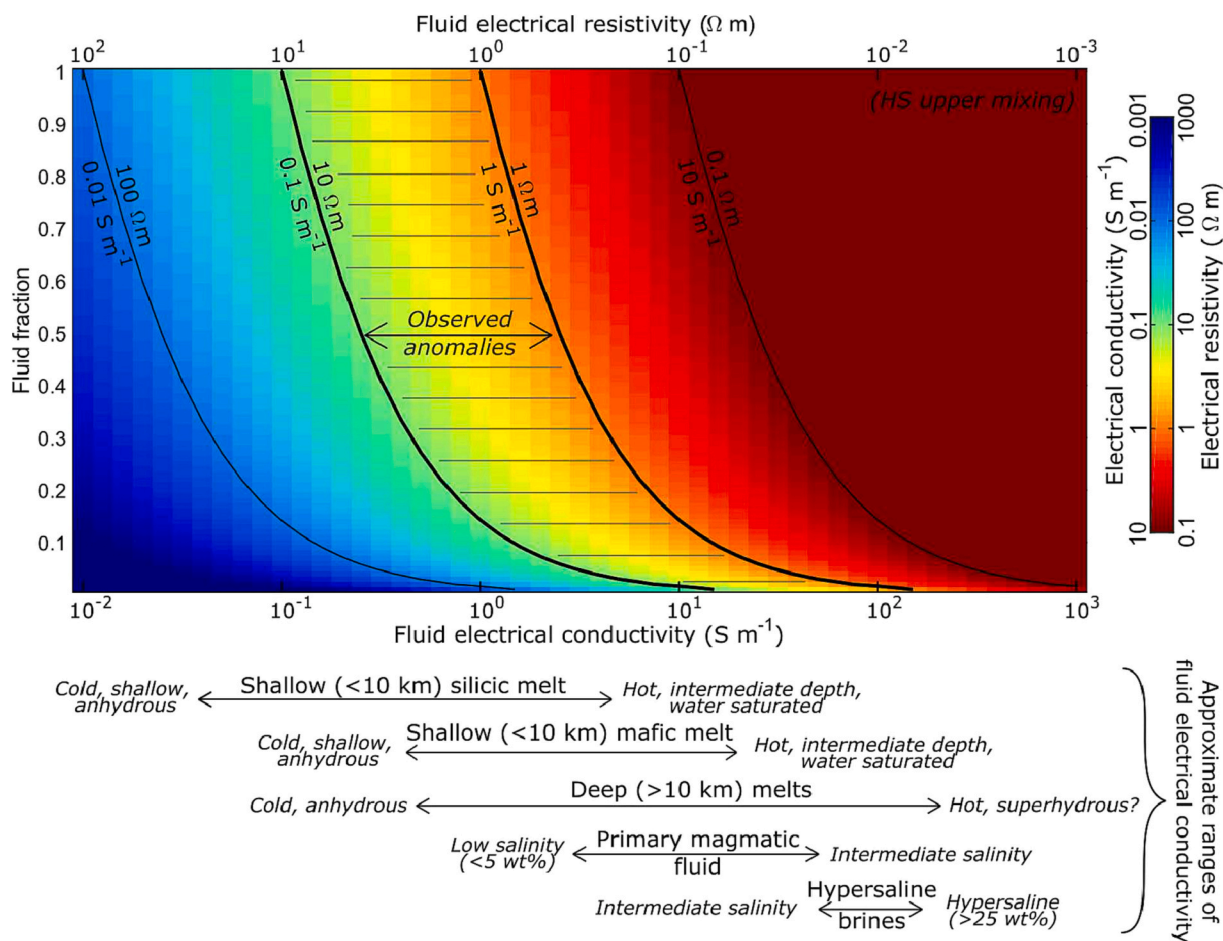 Fluid electrical resistivity (Ω m)
10² 10¹ 10⁰ 10⁻¹ 10⁻² 10⁻³
(HS upper mixing)
Fluid fraction
1
0.9
0.8
0.7
0.6
0.5
0.4
0.3
0.2
0.1
100 Ωm
0.01 S m⁻¹
10 Ωm
0.1 S m⁻¹
1 Ωm
1 S m⁻¹
0.1 Ωm
10 S m⁻¹
Observed
anomalies
10⁻² 10⁻¹ 10⁰ 10¹ 10² 10³
Fluid electrical conductivity (S m⁻¹)
Electrical conductivity (S m⁻¹)
0.001 0.01 0.1 1 10
1000 100 10 1 0.1
Electrical resistivity (Ω m)
Cold, shallow,
anhydrous
Shallow (<10 km) silicic melt
Hot, intermediate depth,
water saturated
Cold, shallow,
anhydrous
Shallow (<10 km) mafic melt
Hot, intermediate depth,
water saturated
Cold, anhydrous
Deep (>10 km) melts
Hot, superhydrous?
Low salinity
(<5 wt%)
Primary magmatic
fluid
Intermediate salinity
Intermediate salinity
Hypersaline
brines
Hypersaline
(>25 wt%)
Approximate ranges of
fluid electrical conductivity